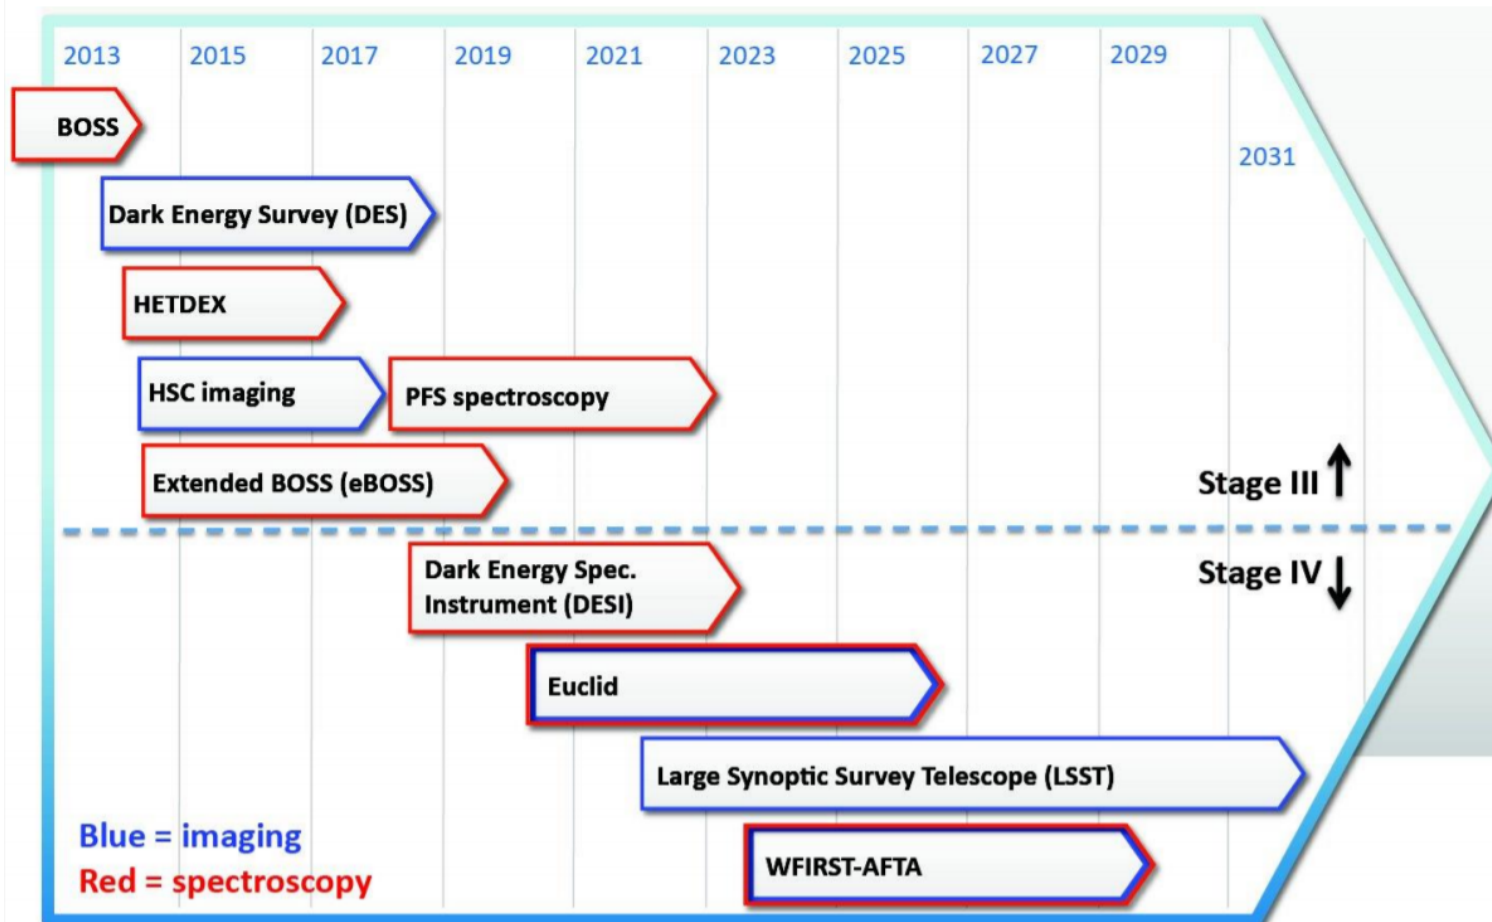 2013 2015 2017 2019 2021 2023 2025 2027 2029
BOSS
2031
Dark Energy Survey (DES)
HETDEX
HSC imaging
PFS spectroscopy
Extended BOSS (eBOSS)
Stage III
Stage IV
Dark Energy Spec.
Instrument (DESI)
Euclid
Large Synoptic Survey Telescope (LSST)
Blue = imaging
Red = spectroscopy
WFIRST-AFTA